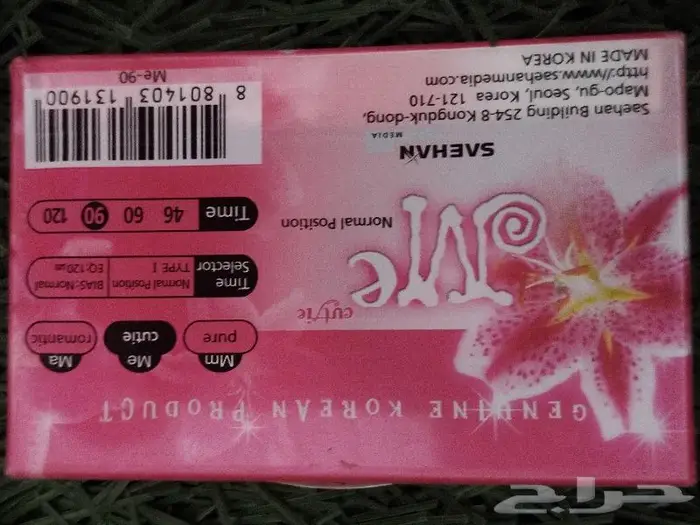 GENUINE KOREAN PRODUCT
Mm
pure
Me
cutie
Ma
romantic
cutie
Me
Normal Position
Time
Selector
Normal Position
TYPE I
BIAS:Normal
EQ:120㎲
Time
46 60 90 120
SAEHAN
MEDIA
Saehan Building 254-8 Kongduk-dong,
Mapo-gu, Seoul, Korea 121-710
http://www.saehanmedia.com
MADE IN KOREA
8 801403 131900
Me-90
حراج